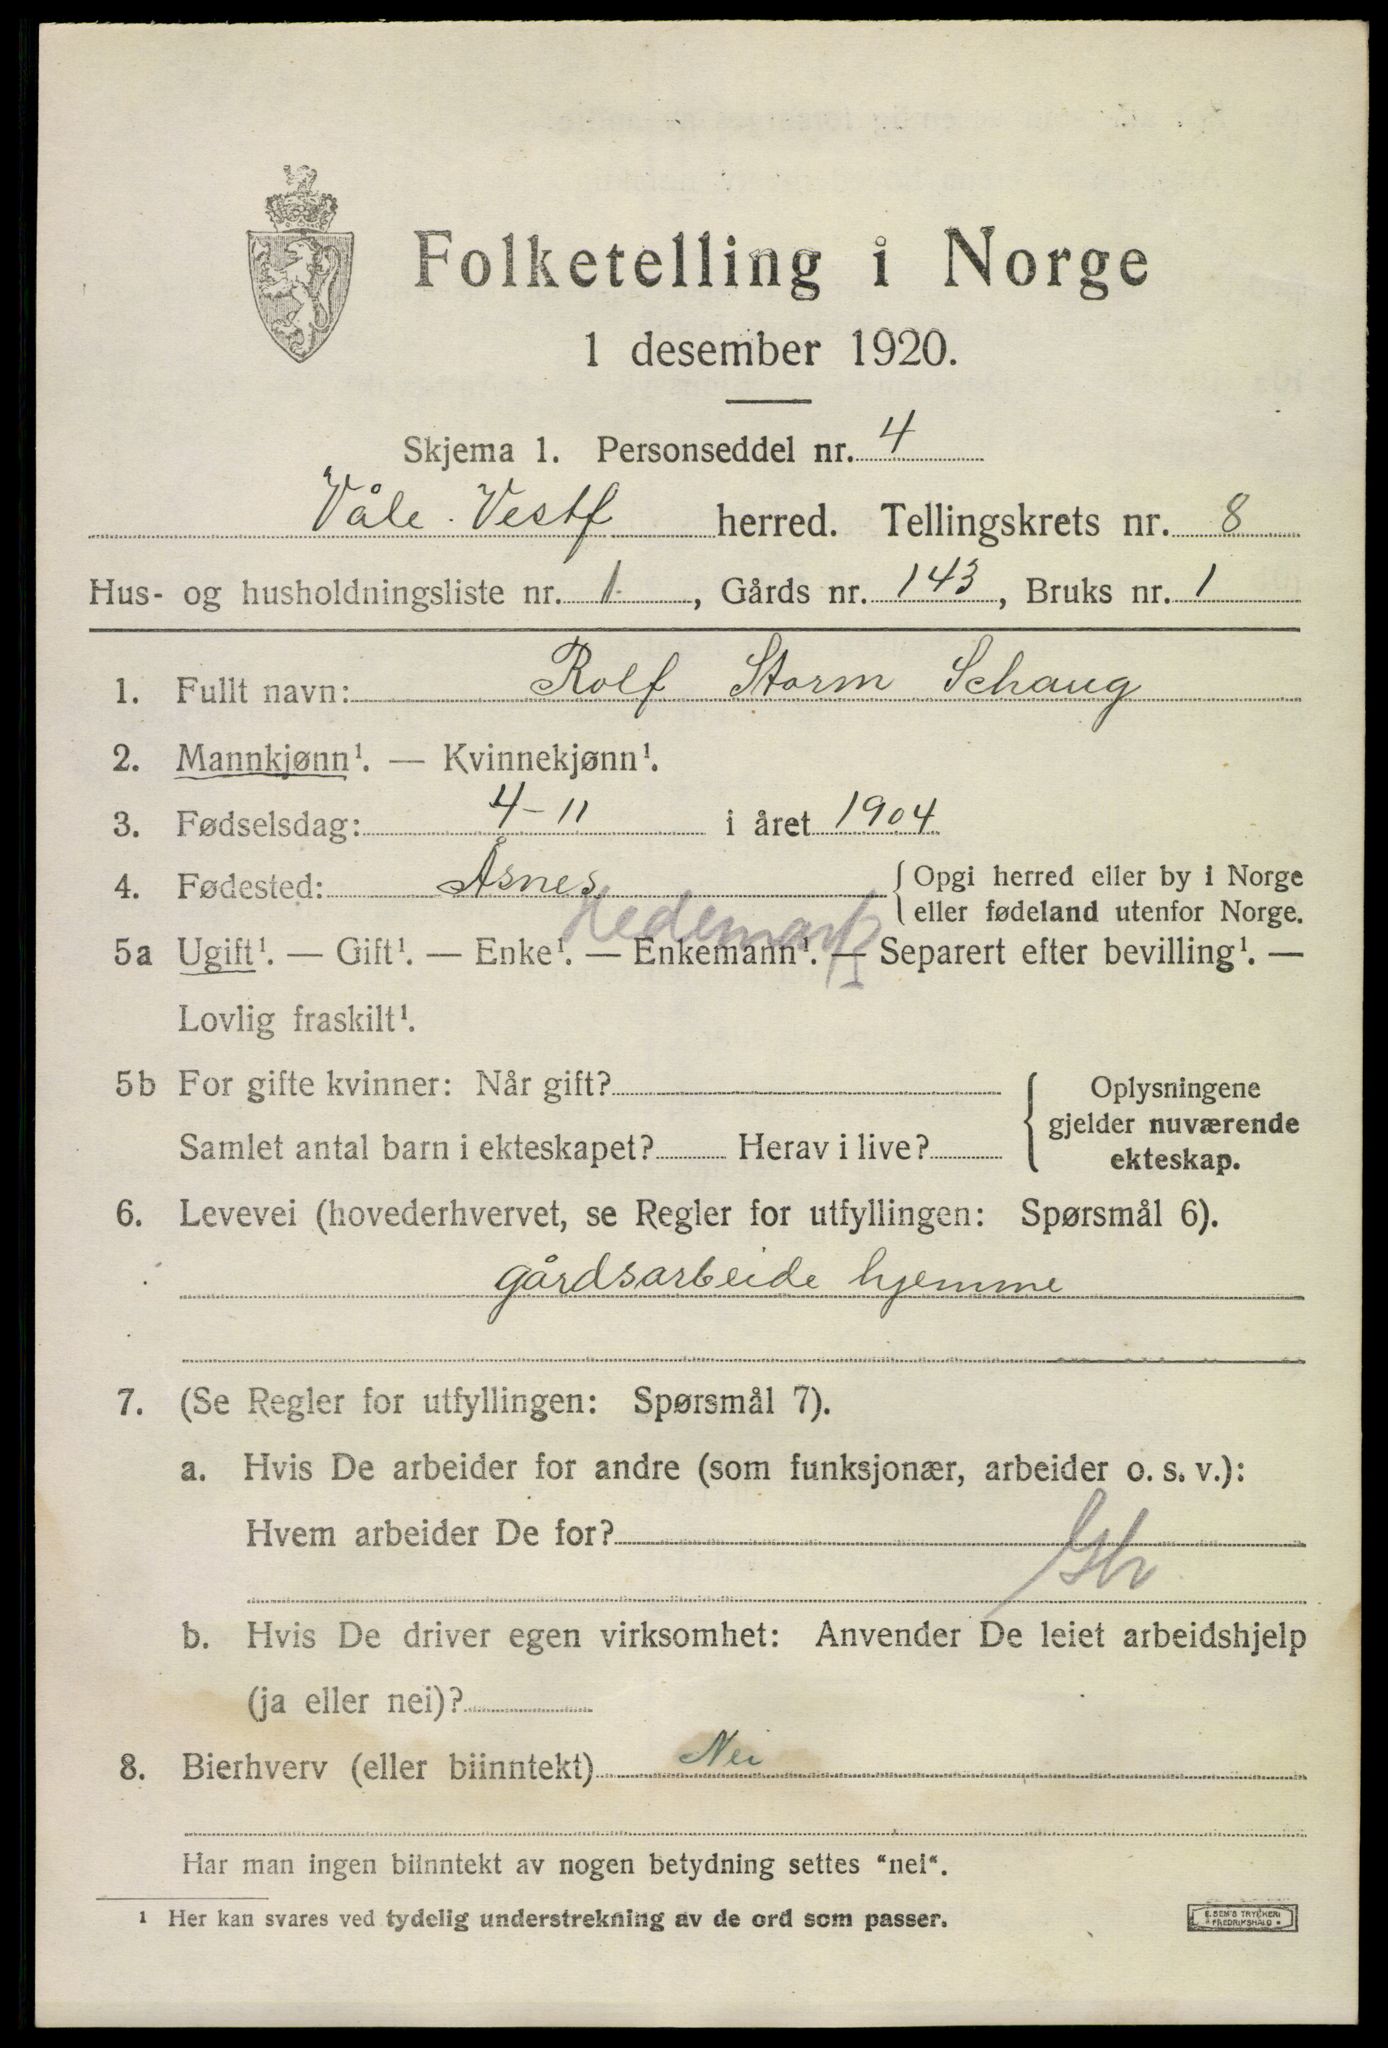 Folketelling i Norge
1 desember 1920.
Skjema 1. Personseddel nr. 4
Våle Vestf herred. Tellingskrets nr. 8
Hus- og husholdningsliste nr. 1, Gårds nr. 143, Bruks nr. 1
1. Fullt navn: Rolf Storm Schaug
2. Mannkjønn¹. — Kvinnekjønn¹.
3. Fødselsdag: 4-11 i året 1904
4. Fødested: Åsnes { Opgi herred eller by i Norge
eller fødeland utenfor Norge.
Hedemark
5a Ugift¹. — Gift¹. — Enke¹. — Enkemann¹. — Separert efter bevilling¹. —
Lovlig fraskilt¹.
5b For gifte kvinner: Når gift?
Samlet antal barn i ekteskapet? Herav i live?
{ Oplysningene
gjelder nuværende
ekteskap.
6. Levevei (hovederhvervet, se Regler for utfyllingen: Spørsmål 6).
gårdsarbeide hjemme
7. (Se Regler for utfyllingen: Spørsmål 7).
a. Hvis De arbeider for andre (som funksjonær, arbeider o. s. v.):
Hvem arbeider De for?
b. Hvis De driver egen virksomhet: Anvender De leiet arbeidshjelp
(ja eller nei)?
8. Bierhverv (eller biinntekt) Nei
Har man ingen biinntekt av nogen betydning settes "nei".
¹ Her kan svares ved tydelig understrekning av de ord som passer.
E. SEM'S TRYKKERI
FREDRIKSHALD